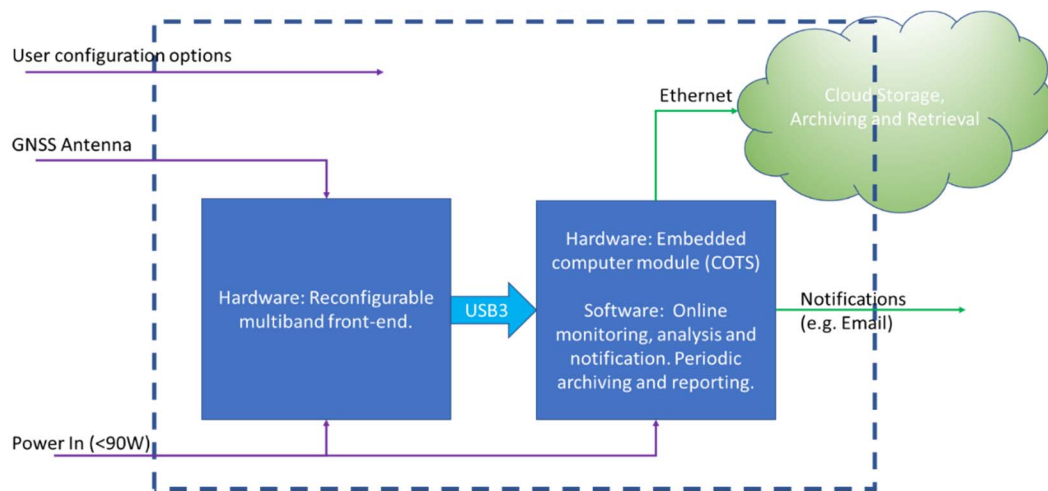 User configuration options
Ethernet
Cloud Storage,
Archiving and Retrieval
GNSS Antenna
Hardware: Reconfigurable
multiband front-end.
USB3
Hardware: Embedded
computer module (COTS)
Software: Online
monitoring, analysis and
notification. Periodic
archiving and reporting.
Notifications
(e.g. Email)
Power In (<90W)